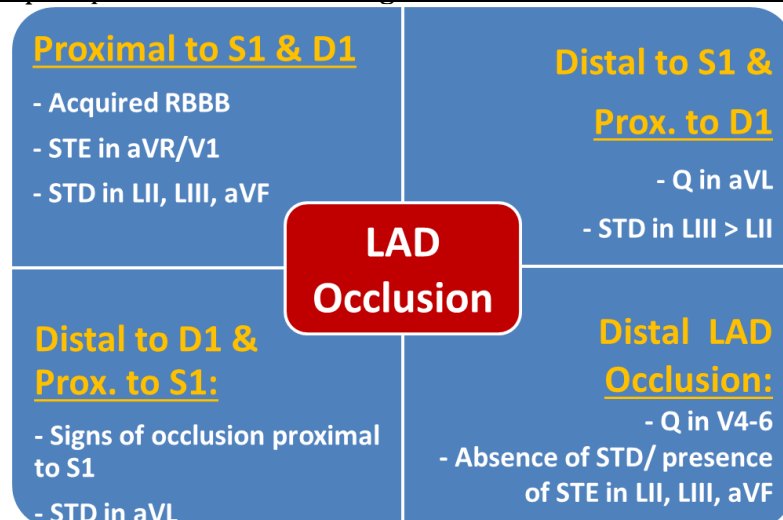 Proximal to S1 & D1
- Acquired RBBB
- STE in aVR/V1
- STD in LII, LIII, aVF
Distal to S1 &
Prox. to D1
- Q in aVL
- STD in LIII > LII
LAD
Occlusion
Distal to D1 &
Prox. to S1:
- Signs of occlusion proximal
to S1
- STD in aVL
Distal LAD
Occlusion:
- Q in V4-6
- Absence of STD/ presence
of STE in LII, LIII, aVF